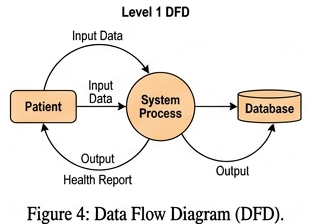 Level 1 DFD
Input Data
Patient
Input
Data
System
Process
Database
Output
Health Report
Output
Figure 4: Data Flow Diagram (DFD).